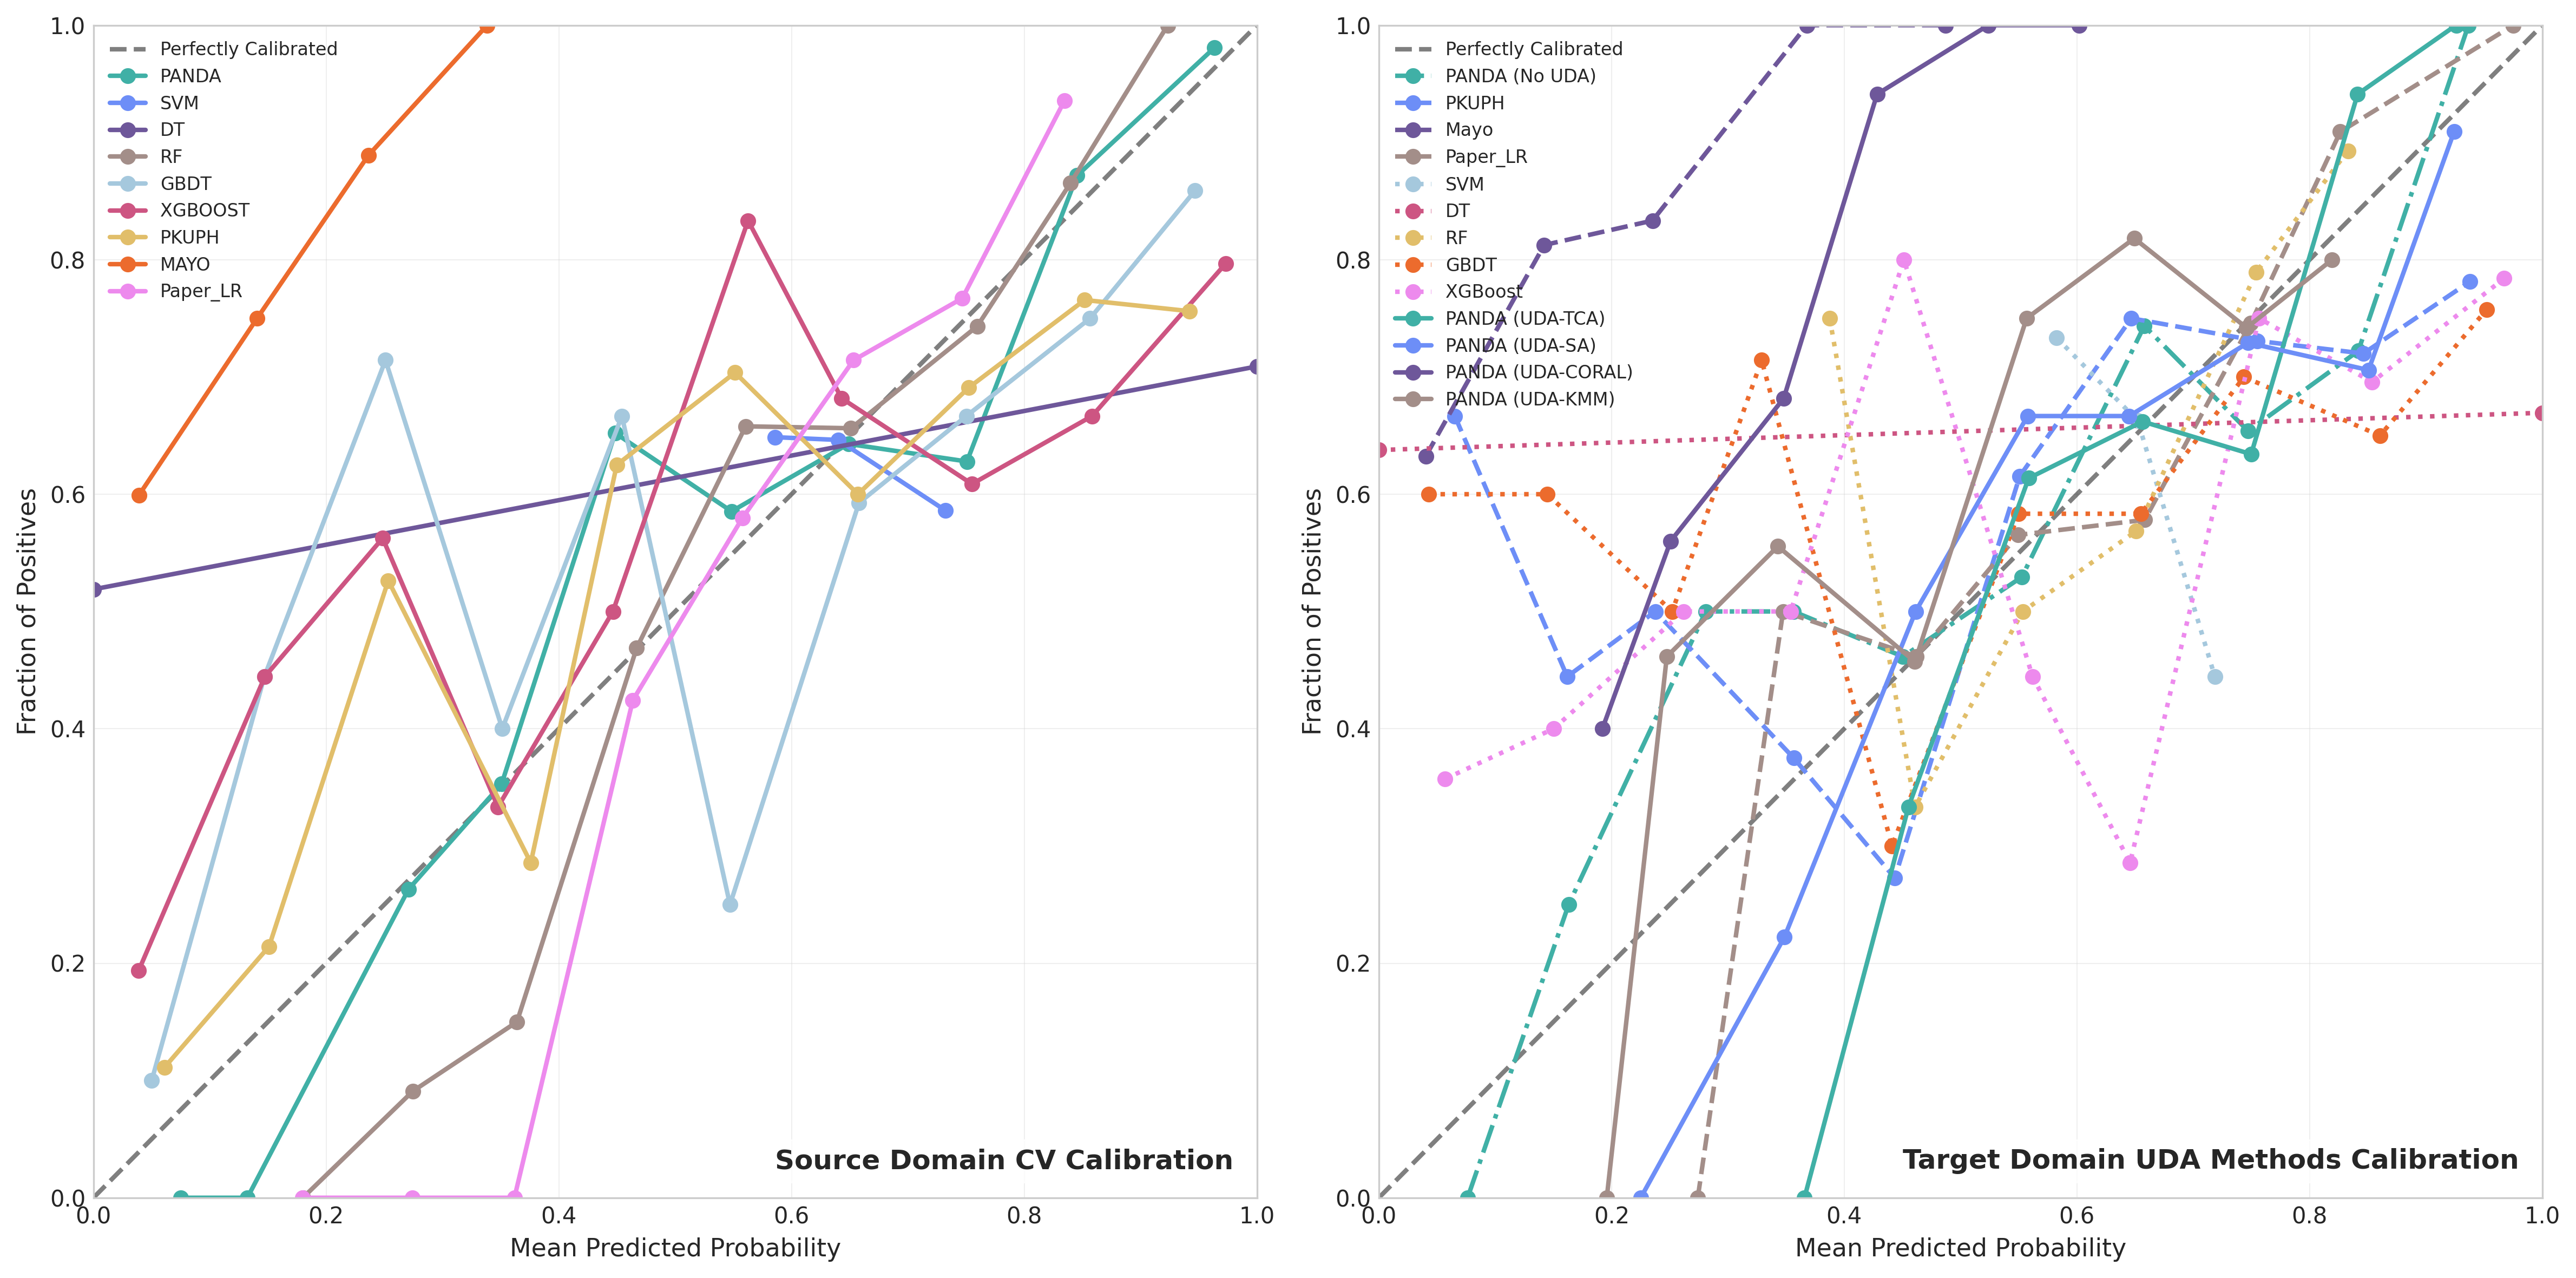 1.0
0.8
0.6
0.4
0.2
0.0
Fraction of Positives
Perfectly Calibrated
PANDA
SVM
DT
RF
GBDT
XGBOOST
PKUPH
MAYO
Paper_LR
Source Domain CV Calibration
0.0 0.2 0.4 0.6 0.8 1.0
Mean Predicted Probability
1.0
0.8
0.6
0.4
0.2
0.0
Fraction of Positives
Perfectly Calibrated
PANDA (No UDA)
PKUPH
Mayo
Paper_LR
SVM
DT
RF
GBDT
XGBoost
PANDA (UDA-TCA)
PANDA (UDA-SA)
PANDA (UDA-CORAL)
PANDA (UDA-KMM)
Target Domain UDA Methods Calibration
0.0 0.2 0.4 0.6 0.8 1.0
Mean Predicted Probability